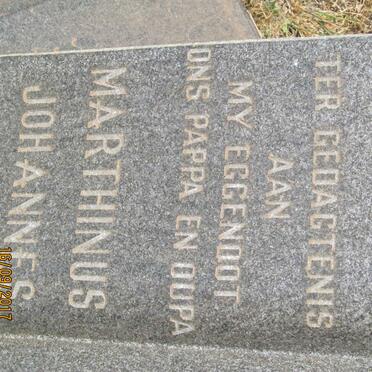 TER GEDAGTENIS
AAN
MY EGGENOOT
ONS PAPPA EN OUPA
MARTHINUS
JOHANNES
16/09/2017